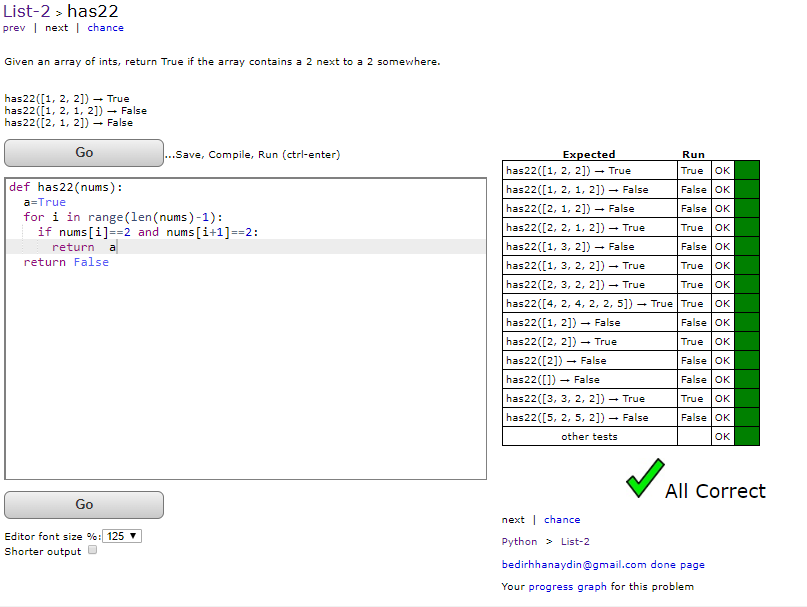 List-2 > has22
prev | next | chance
Given an array of ints, return True if the array contains a 2 next to a 2 somewhere.
has22([1, 2, 2]) → True
has22([1, 2, 1, 2]) → False
has22([2, 1, 2]) → False
Go
...Save, Compile, Run (ctrl-enter)
def has22(nums):
  a=True
  for i in range(len(nums)-1):
    if nums[i]==2 and nums[i+1]==2:
      return  a
  return False
Go
Editor font size %: 125 ▼
Shorter output
Expected Run
has22([1, 2, 2]) → True True OK
has22([1, 2, 1, 2]) → False False OK
has22([2, 1, 2]) → False False OK
has22([2, 2, 1, 2]) → True True OK
has22([1, 3, 2]) → False False OK
has22([1, 3, 2, 2]) → True True OK
has22([2, 3, 2, 2]) → True True OK
has22([4, 2, 4, 2, 2, 5]) → True True OK
has22([1, 2]) → False False OK
has22([2, 2]) → True True OK
has22([2]) → False False OK
has22([]) → False False OK
has22([3, 3, 2, 2]) → True True OK
has22([5, 2, 5, 2]) → False False OK
other tests OK
All Correct
next | chance
Python > List-2
bedirhhanaydin@gmail.com done page
Your progress graph for this problem